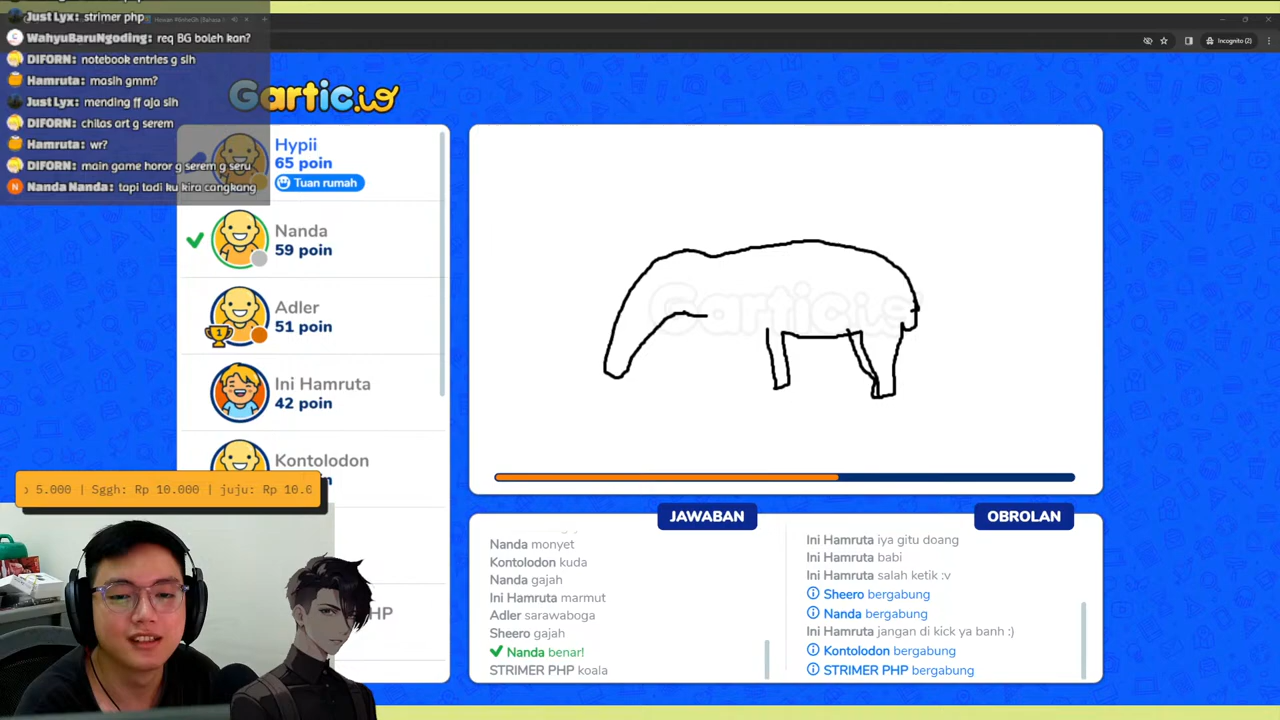 Just Lyx: strimer php
WahyuBaruNgoding: req BG boleh kan?
DIFORN: notebook entries g sih
Hamruta: masih gmm?
Just Lyx: mending ff aja sih
DIFORN: chilas art g serem
Hamruta: wr?
DIFORN: main game horor g serem g seru
Nanda Nanda: tapi tadi ku kira cangkang
Incognito (2)
Gartic.io
Hypii
65 poin
Tuan rumah
Nanda
59 poin
Adler
1
51 poin
Ini Hamruta
42 poin
Kontolodon
HP
5.000 | Sggh: Rp 10.000 | juju: Rp 10.0
Gartic.io
JAWABAN
Nanda monyet
Kontolodon kuda
Nanda gajah
Ini Hamruta marmut
Adler sarawaboga
Sheero gajah
Nanda benar!
STRIMER PHP koala
OBROLAN
Ini Hamruta iya gitu doang
Ini Hamruta babi
Ini Hamruta salah ketik :v
Sheero bergabung
Nanda bergabung
Ini Hamruta jangan di kick ya banh :)
Kontolodon bergabung
STRIMER PHP bergabung